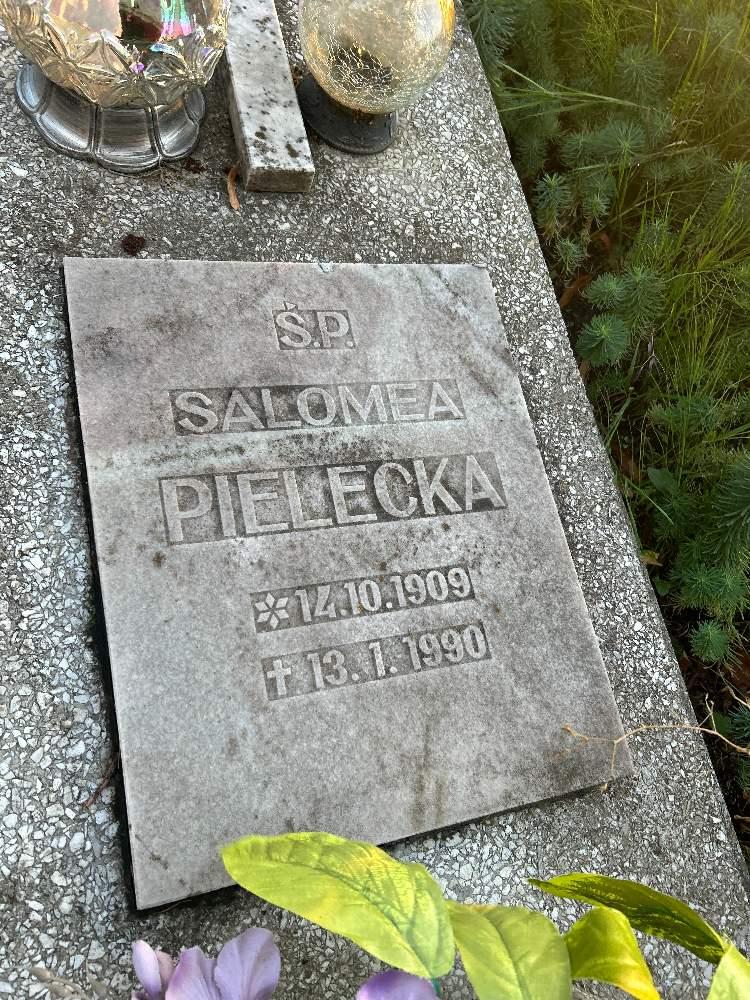 Ś.P.
SALOMEA
PIELECKA
* 14.10.1909
† 13.1.1990